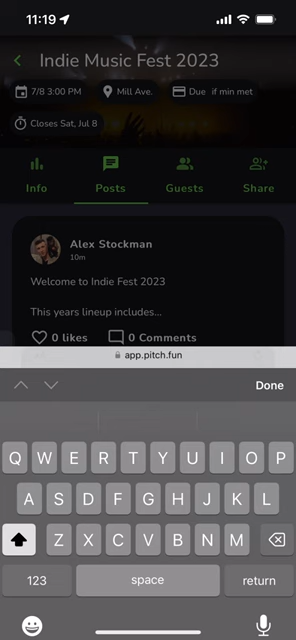 11:19
Indie Music Fest 2023
7/8 3:00 PM
Mill Ave.
Due if min met
Closes Sat, Jul 8
Info
Posts
Guests
Share
Alex Stockman
10m
Welcome to Indie Fest 2023
This years lineup includes...
0 likes
0 Comments
app.pitch.fun
Done
Q W E R T Y U I O P
A S D F G H J K L
Z X C V B N M
123
space
return